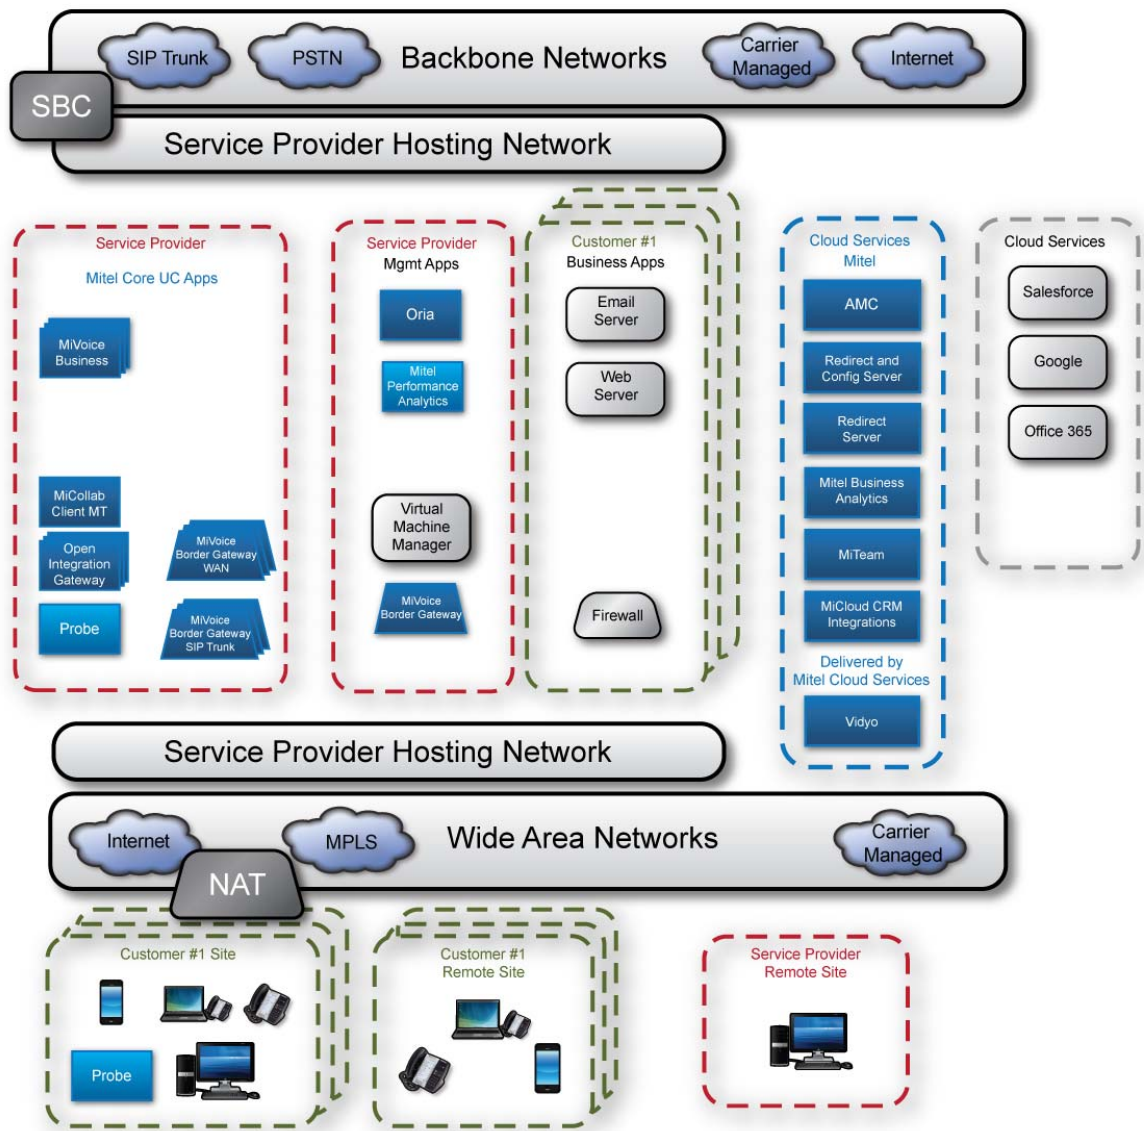 SIP Trunk
PSTN
Backbone Networks
Carrier
Managed
Internet
SBC
Service Provider Hosting Network
Service Provider
Mitel Core UC Apps
MiVoice
Business
MiCollab
Client MT
Open
Integration
Gateway
Probe
MiVoice
Border Gateway
WAN
MiVoice
Border Gateway
SIP Trunk
Service Provider
Mgmt Apps
Oria
Mitel
Performance
Analytics
Virtual
Machine
Manager
MiVoice
Border Gateway
Customer #1
Business Apps
Email
Server
Web
Server
Firewall
Cloud Services
Mitel
AMC
Redirect and
Config Server
Redirect
Server
Mitel Business
Analytics
MiTeam
MiCloud CRM
Integrations
Delivered by
Mitel Cloud Services
Vidyo
Cloud Services
Salesforce
Google
Office 365
Service Provider Hosting Network
Internet
MPLS
Wide Area Networks
Carrier
Managed
NAT
Customer #1 Site
Probe
Customer #1
Remote Site
Service Provider
Remote Site